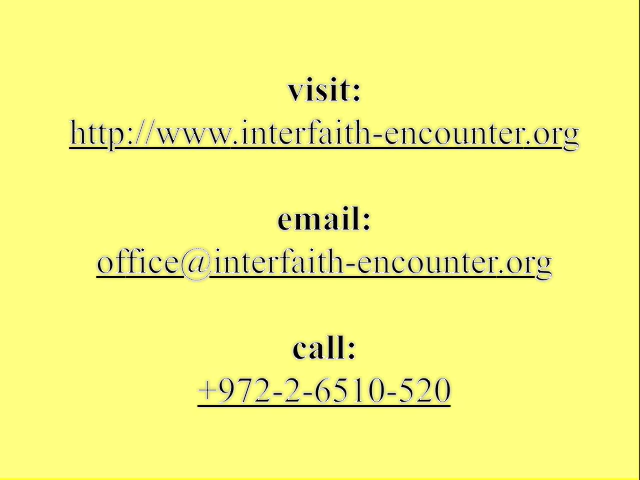 visit:
http://www.interfaith-encounter.org
email:
office@interfaith-encounter.org
call:
+972-2-6510-520